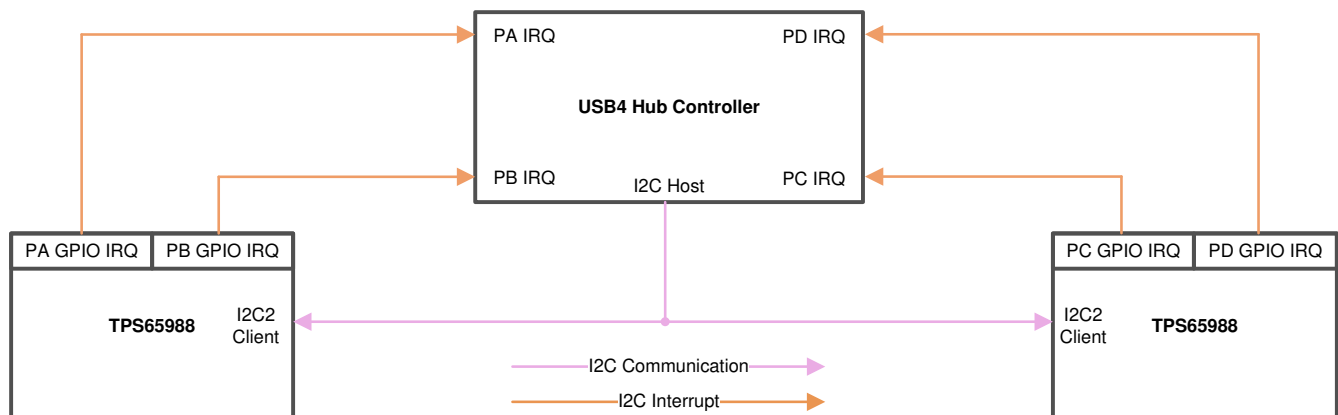 PA IRQ
PD IRQ
USB4 Hub Controller
PB IRQ
I2C Host
PC IRQ
PA GPIO IRQ
PB GPIO IRQ
PC GPIO IRQ
PD GPIO IRQ
TPS65988
I2C2
Client
I2C2
Client
TPS65988
I2C Communication
I2C Interrupt